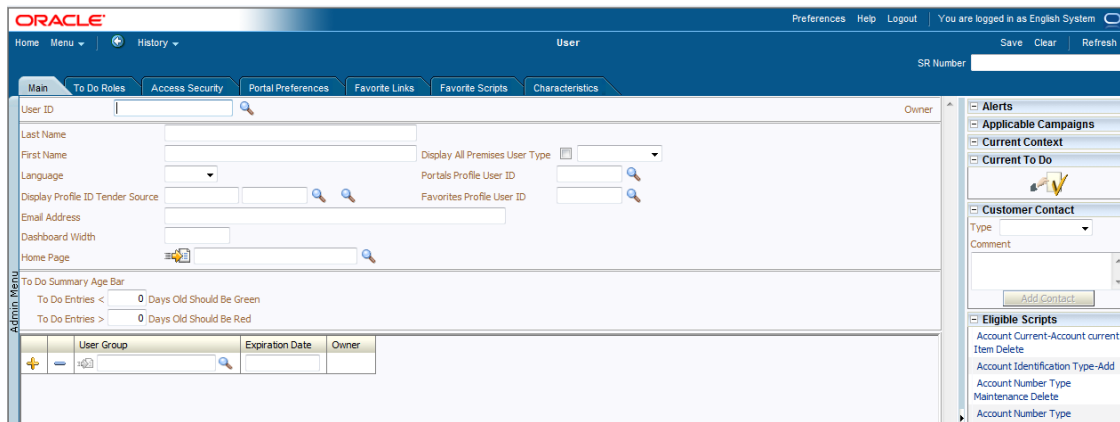 ORACLE
Preferences Help Logout You are logged in as English System
Home Menu History User Save Clear Refresh
SR Number
Main To Do Roles Access Security Portal Preferences Favorite Links Favorite Scripts Characteristics
User ID Owner
Last Name
First Name Display All Premises User Type
Language Portals Profile User ID
Display Profile ID Tender Source Favorites Profile User ID
Email Address
Dashboard Width
Home Page
To Do Summary Age Bar
To Do Entries < 0 Days Old Should Be Green
To Do Entries > 0 Days Old Should Be Red
User Group Expiration Date Owner
Admin Menu
Alerts
Applicable Campaigns
Current Context
Current To Do
Customer Contact
Type
Comment
Add Contact
Eligible Scripts
Account Current-Account current
Item Delete
Account Identification Type-Add
Account Number Type
Maintenance Delete
Account Number Type